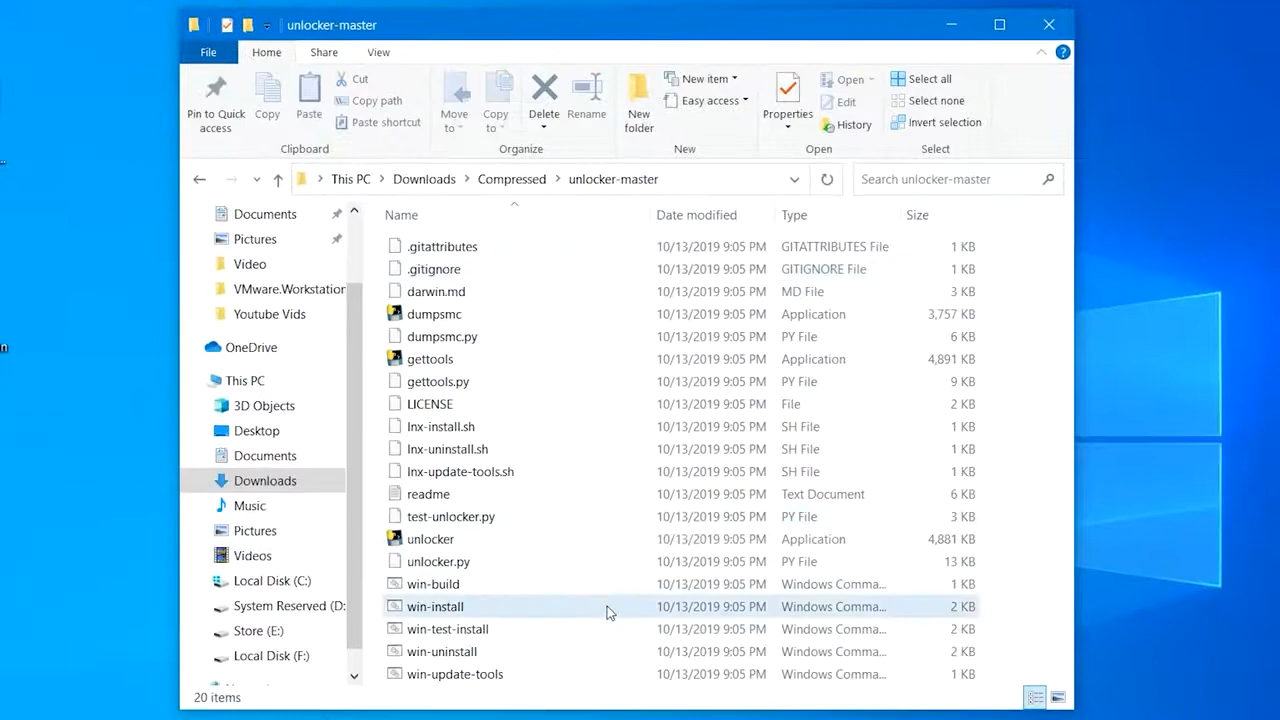 unlocker-master
File Home Share View
Pin to Quick access
Copy
Paste
Cut
Copy path
Paste shortcut
Clipboard
Move to
Copy to
Delete
Rename
Organize
New folder
New item
Easy access
New
Properties
Open
Edit
History
Open
Select all
Select none
Invert selection
Select
This PC Downloads Compressed unlocker-master
Search unlocker-master
Documents
Pictures
Video
VMware.Workstation
Youtube Vids
OneDrive
This PC
3D Objects
Desktop
Documents
Downloads
Music
Pictures
Videos
Local Disk (C:)
System Reserved (D:
Store (E:)
Local Disk (F:)
Name Date modified Type Size
.gitattributes 10/13/2019 9:05 PM GITATTRIBUTES File 1 KB
.gitignore 10/13/2019 9:05 PM GITIGNORE File 1 KB
darwin.md 10/13/2019 9:05 PM MD File 3 KB
dumpsmc 10/13/2019 9:05 PM Application 3,757 KB
dumpsmc.py 10/13/2019 9:05 PM PY File 6 KB
gettools 10/13/2019 9:05 PM Application 4,891 KB
gettools.py 10/13/2019 9:05 PM PY File 9 KB
LICENSE 10/13/2019 9:05 PM File 2 KB
lnx-install.sh 10/13/2019 9:05 PM SH File 1 KB
lnx-uninstall.sh 10/13/2019 9:05 PM SH File 1 KB
lnx-update-tools.sh 10/13/2019 9:05 PM SH File 1 KB
readme 10/13/2019 9:05 PM Text Document 6 KB
test-unlocker.py 10/13/2019 9:05 PM PY File 3 KB
unlocker 10/13/2019 9:05 PM Application 4,881 KB
unlocker.py 10/13/2019 9:05 PM PY File 13 KB
win-build 10/13/2019 9:05 PM Windows Comma... 1 KB
win-install 10/13/2019 9:05 PM Windows Comma... 2 KB
win-test-install 10/13/2019 9:05 PM Windows Comma... 2 KB
win-uninstall 10/13/2019 9:05 PM Windows Comma... 2 KB
win-update-tools 10/13/2019 9:05 PM Windows Comma... 1 KB
20 items